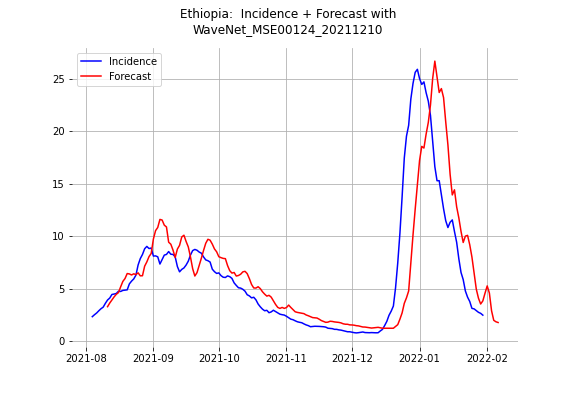 Ethiopia:  Incidence + Forecast with
WaveNet_MSE00124_20211210
Incidence
Forecast
25
20
15
10
5
0
2021-08 2021-09 2021-10 2021-11 2021-12 2022-01 2022-02